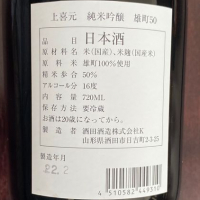 上喜元　純米吟醸　雄町50
日本酒
原材料名　米(国産)、米麹(国産米)
原料米　雄町100%使用
精米歩合　50%
アルコール分　16度
内容量　720ML
保存方法　要冷蔵
お酒は20歳になってから。
製造者　酒田酒造株式会社K
山形県酒田市日吉町2-3-25
製造年月
22.2
4 510582 449310